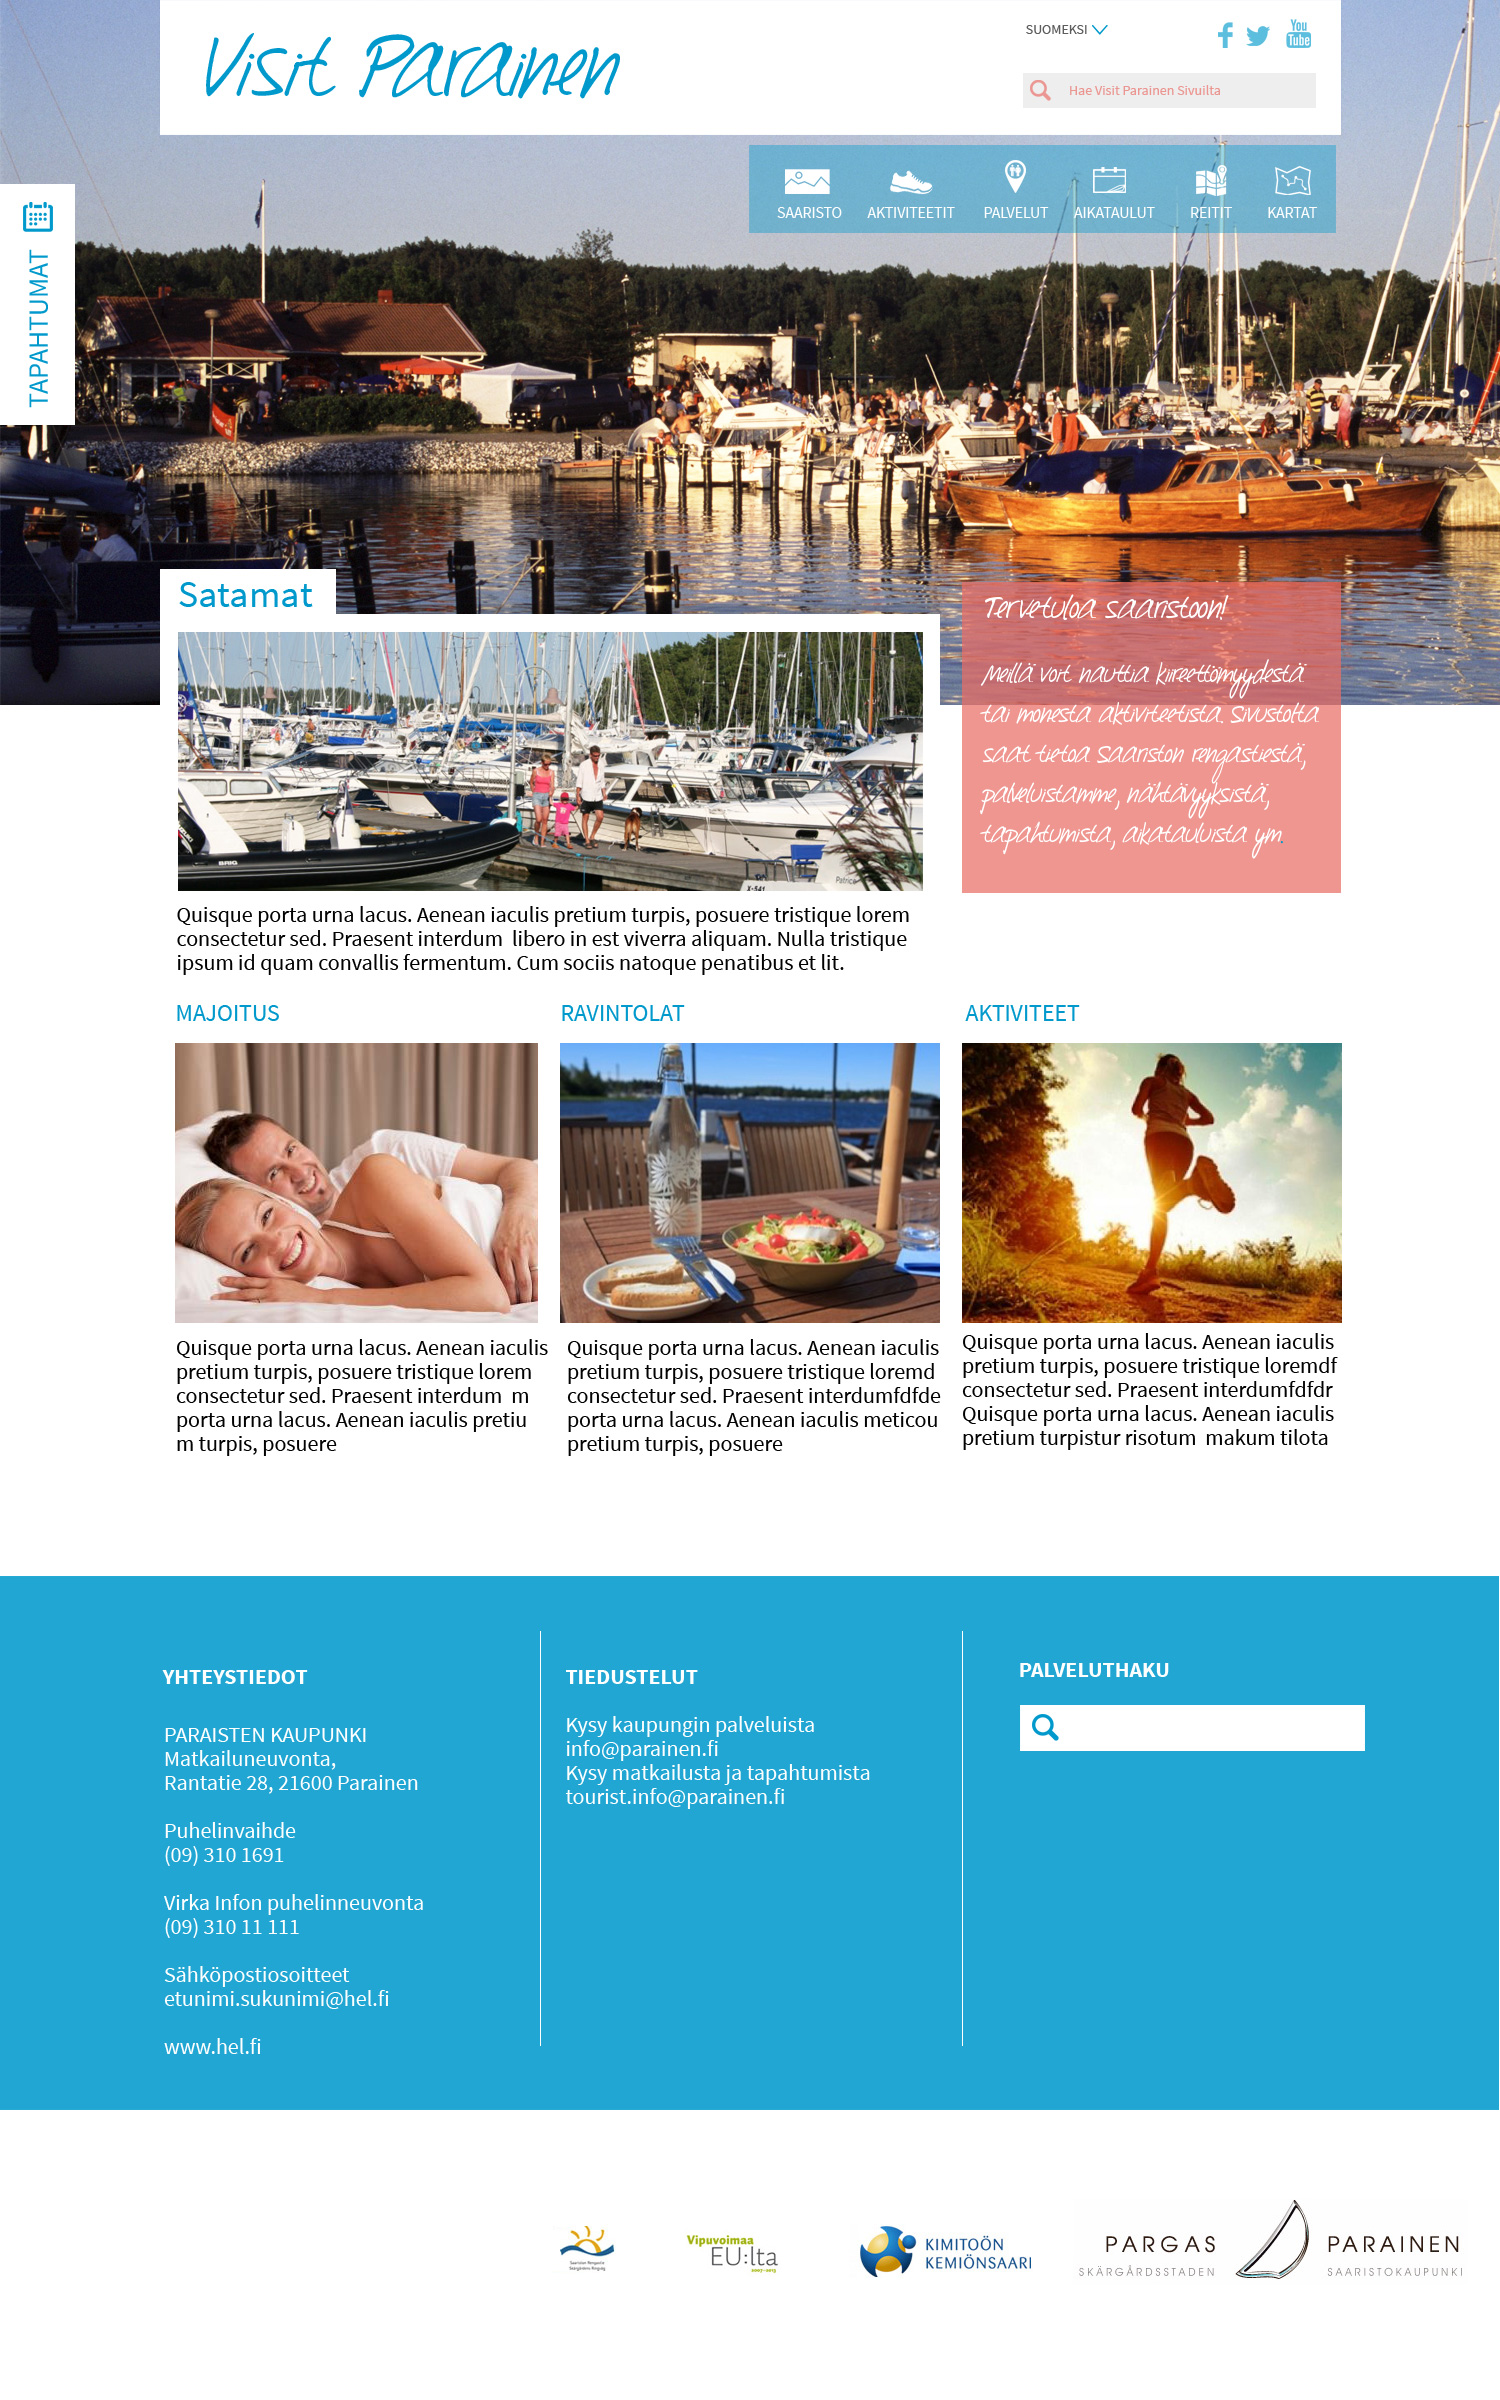 Visit Parainen
SUOMEKSI
You
Tube
Hae Visit Parainen Sivuilta
SAARISTO
AKTIVITEETIT
PALVELUT
AIKATAULUT
REITIT
KARTAT
TAPAHTUMAT
Satamat
Tervetuloa saaristoon!
Meillä voit nauttia kiireettömyydestä
tai monesta aktiviteetista. Sivustolta
saat tietoa Saariston rengastiestä,
palveluistamme, nähtävyyksistä,
tapahtumista, aikatauluista ym.
BRIG
X-541
Patricia
Quisque porta urna lacus. Aenean iaculis pretium turpis, posuere tristique lorem
consectetur sed. Praesent interdum  libero in est viverra aliquam. Nulla tristique
ipsum id quam convallis fermentum. Cum sociis natoque penatibus et lit.
MAJOITUS
RAVINTOLAT
AKTIVITEET
Quisque porta urna lacus. Aenean iaculis
pretium turpis, posuere tristique lorem
consectetur sed. Praesent interdum  m
porta urna lacus. Aenean iaculis pretiu
m turpis, posuere
Quisque porta urna lacus. Aenean iaculis
pretium turpis, posuere tristique loremd
consectetur sed. Praesent interdumfdfde
porta urna lacus. Aenean iaculis meticou
pretium turpis, posuere
Quisque porta urna lacus. Aenean iaculis
pretium turpis, posuere tristique loremdf
consectetur sed. Praesent interdumfdfdr
Quisque porta urna lacus. Aenean iaculis
pretium turpistur risotum  makum tilota
YHTEYSTIEDOT
PARAISTEN KAUPUNKI
Matkailuneuvonta,
Rantatie 28, 21600 Parainen
Puhelinvaihde
(09) 310 1691
Virka Infon puhelinneuvonta
(09) 310 11 111
Sähköpostiosoitteet
etunimi.sukunimi@hel.fi
www.hel.fi
TIEDUSTELUT
Kysy kaupungin palveluista
info@parainen.fi
Kysy matkailusta ja tapahtumista
tourist.info@parainen.fi
PALVELUTHAKU
Saariston Rengastie
Skärgårdens Ringväg
Vipuvoimaa
EU:lta
2007–2013
KIMITOÖN
KEMIÖNSAARI
PARGAS
SKÄRGÅRDSSTADEN
PARAINEN
SAARISTOKAUPUNKI